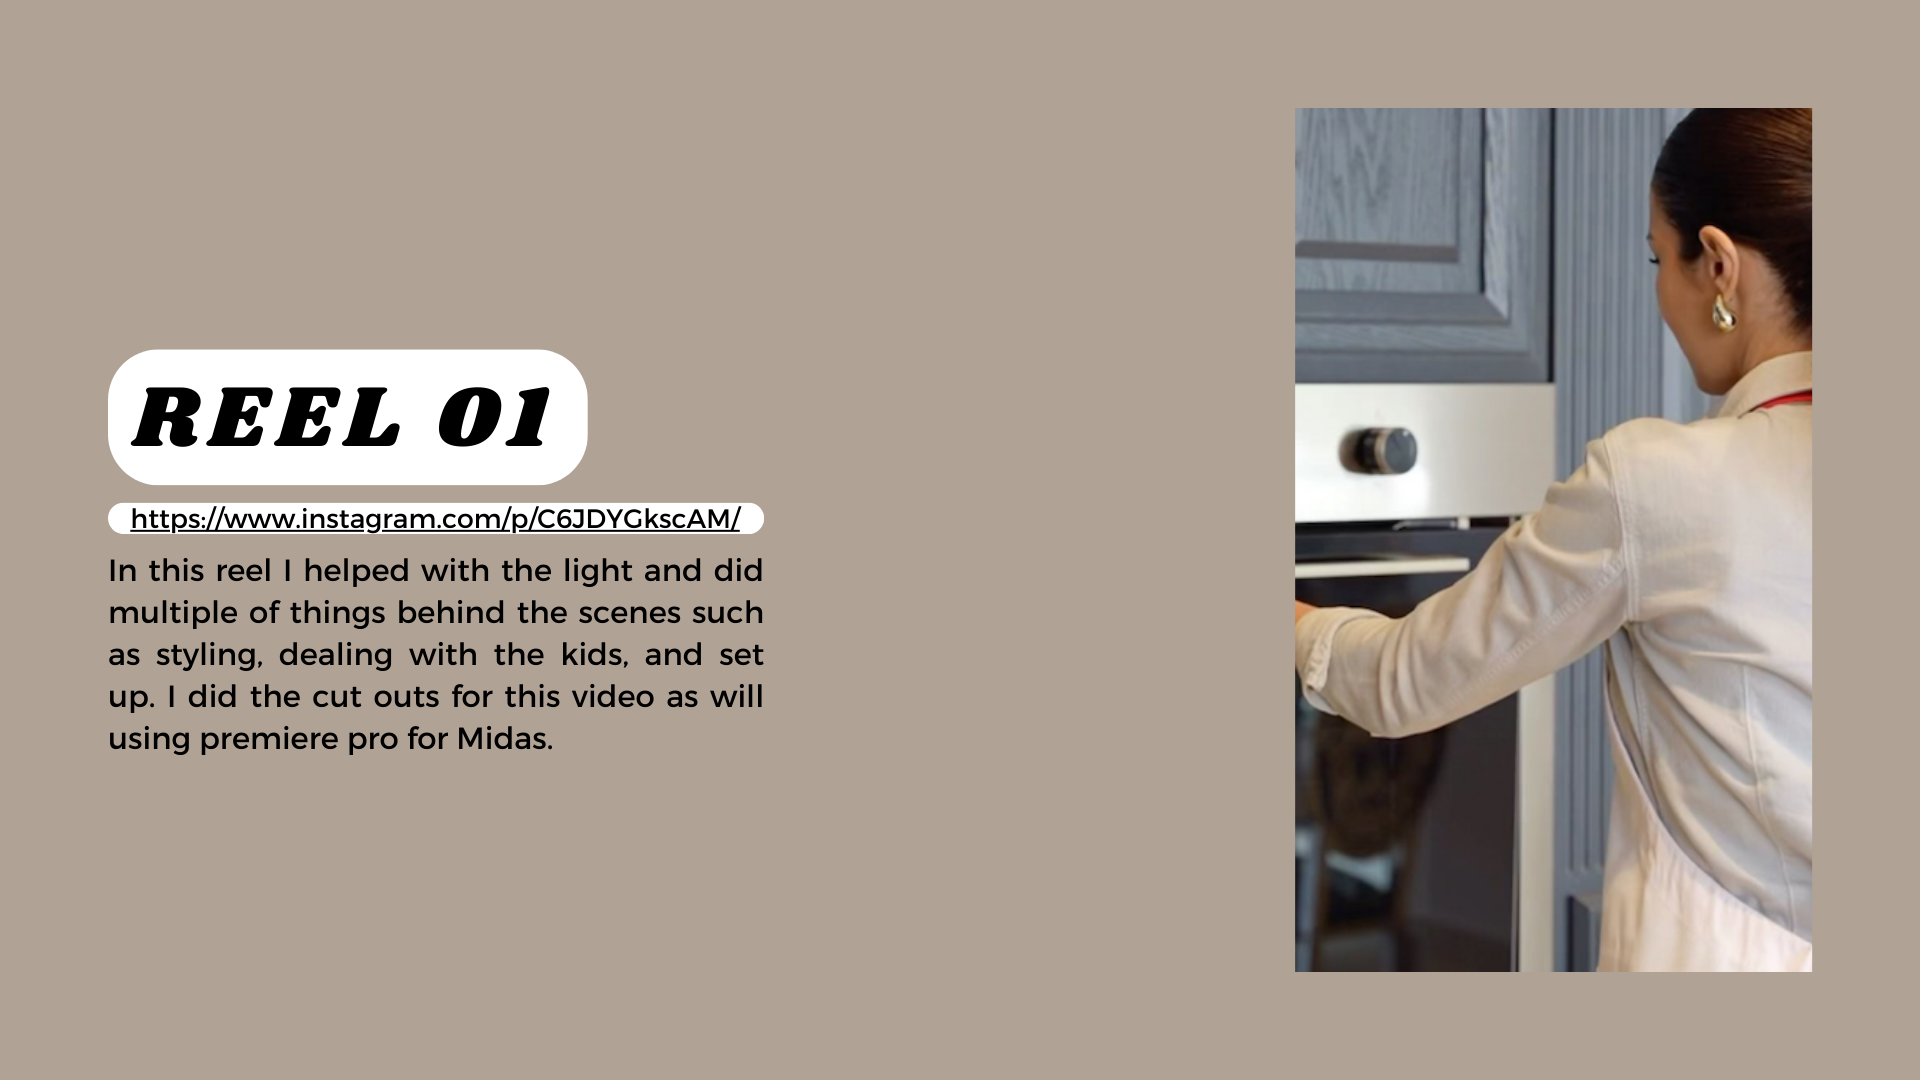 REEL 01
https://www.instagram.com/p/C6JDYGkscAM/
In this reel I helped with the light and did
multiple of things behind the scenes such
as styling, dealing with the kids, and set
up. I did the cut outs for this video as will
using premiere pro for Midas.